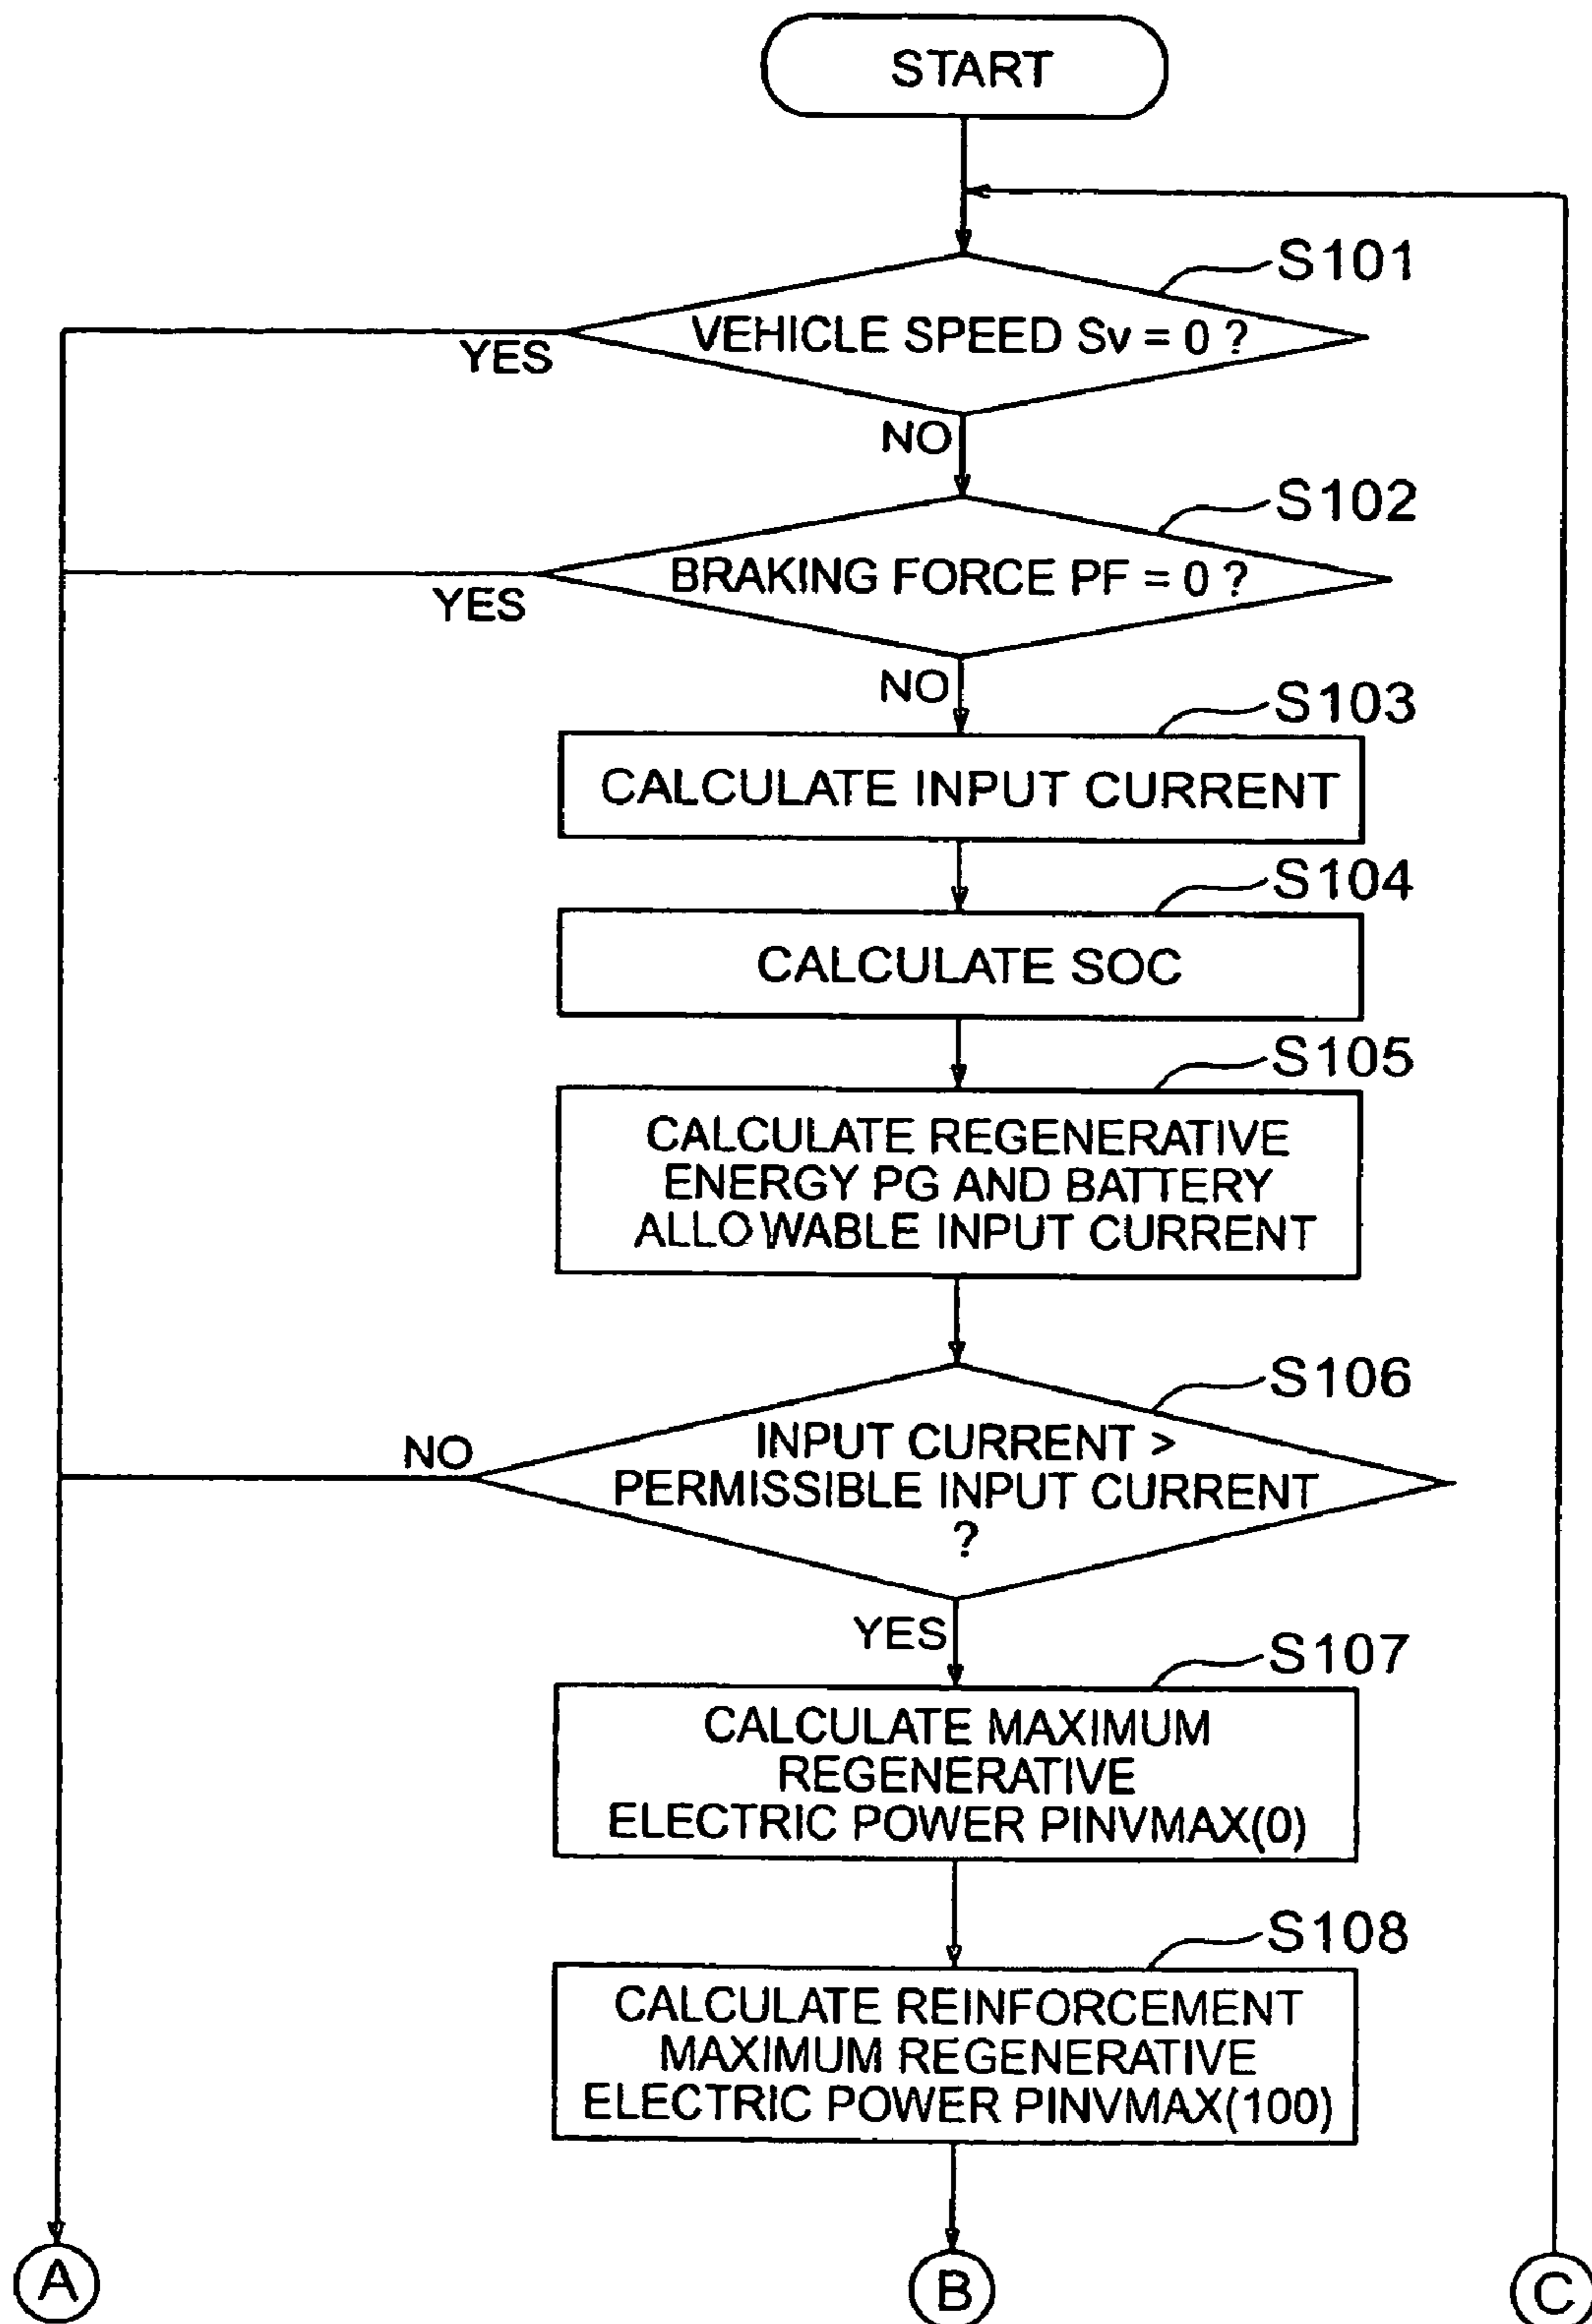 START
S101
VEHICLE SPEED Sv = 0 ?
YES
NO
S102
BRAKING FORCE PF = 0 ?
YES
NO
S103
CALCULATE INPUT CURRENT
S104
CALCULATE SOC
S105
CALCULATE REGENERATIVE
ENERGY PG AND BATTERY
ALLOWABLE INPUT CURRENT
S106
NO
INPUT CURRENT >
PERMISSIBLE INPUT CURRENT
?
YES
S107
CALCULATE MAXIMUM
REGENERATIVE
ELECTRIC POWER PINVMAX(0)
S108
CALCULATE REINFORCEMENT
MAXIMUM REGENERATIVE
ELECTRIC POWER PINVMAX(100)
A
B
C